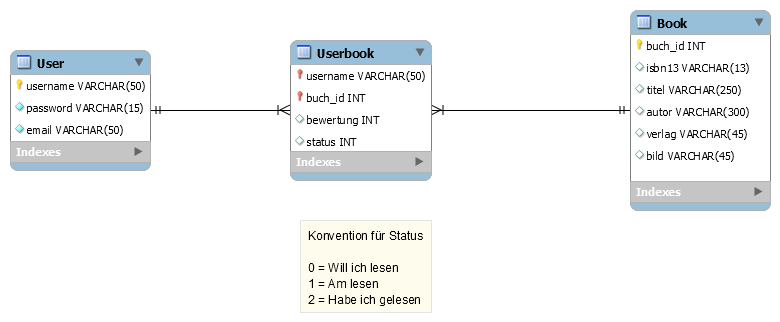 User
username VARCHAR(50)
password VARCHAR(15)
email VARCHAR(50)
Indexes
Userbook
username VARCHAR(50)
buch_id INT
bewertung INT
status INT
Indexes
Book
buch_id INT
isbn13 VARCHAR(13)
titel VARCHAR(250)
autor VARCHAR(300)
verlag VARCHAR(45)
bild VARCHAR(45)
Indexes
Konvention für Status
0 = Will ich lesen
1 = Am lesen
2 = Habe ich gelesen